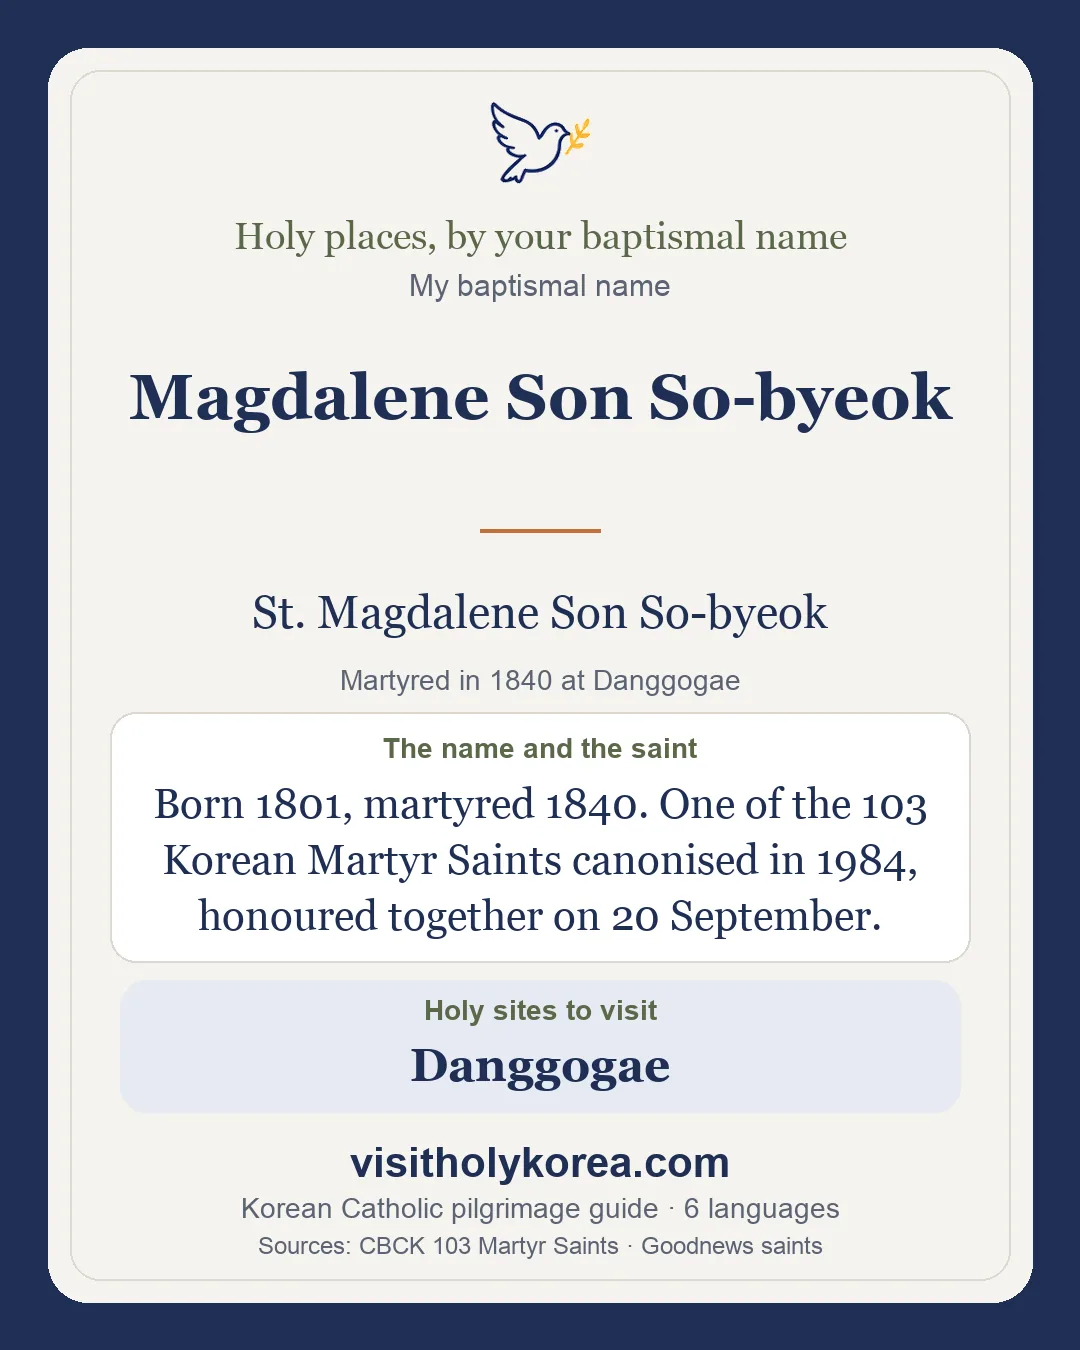 Holy places, by your baptismal name
My baptismal name
Magdalene Son So-byeok
St. Magdalene Son So-byeok
Martyred in 1840 at Danggogae
The name and the saint
Born 1801, martyred 1840. One of the 103
Korean Martyr Saints canonised in 1984,
honoured together on 20 September.
Holy sites to visit
Danggogae
visitholykorea.com
Korean Catholic pilgrimage guide · 6 languages
Sources: CBCK 103 Martyr Saints · Goodnews saints